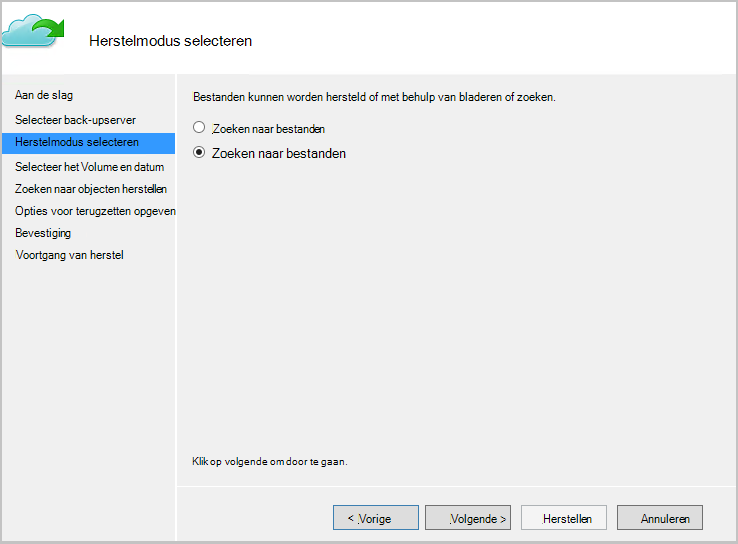 Herstelmodus selecteren
Aan de slag
Selecteer back-upserver
Herstelmodus selecteren
Selecteer het Volume en datum
Zoeken naar objecten herstellen
Opties voor terugzetten opgeven
Bevestiging
Voortgang van herstel
Bestanden kunnen worden hersteld of met behulp van bladeren of zoeken.
Zoeken naar bestanden
Zoeken naar bestanden
Klik op volgende om door te gaan.
< Vorige
Volgende >
Herstellen
Annuleren